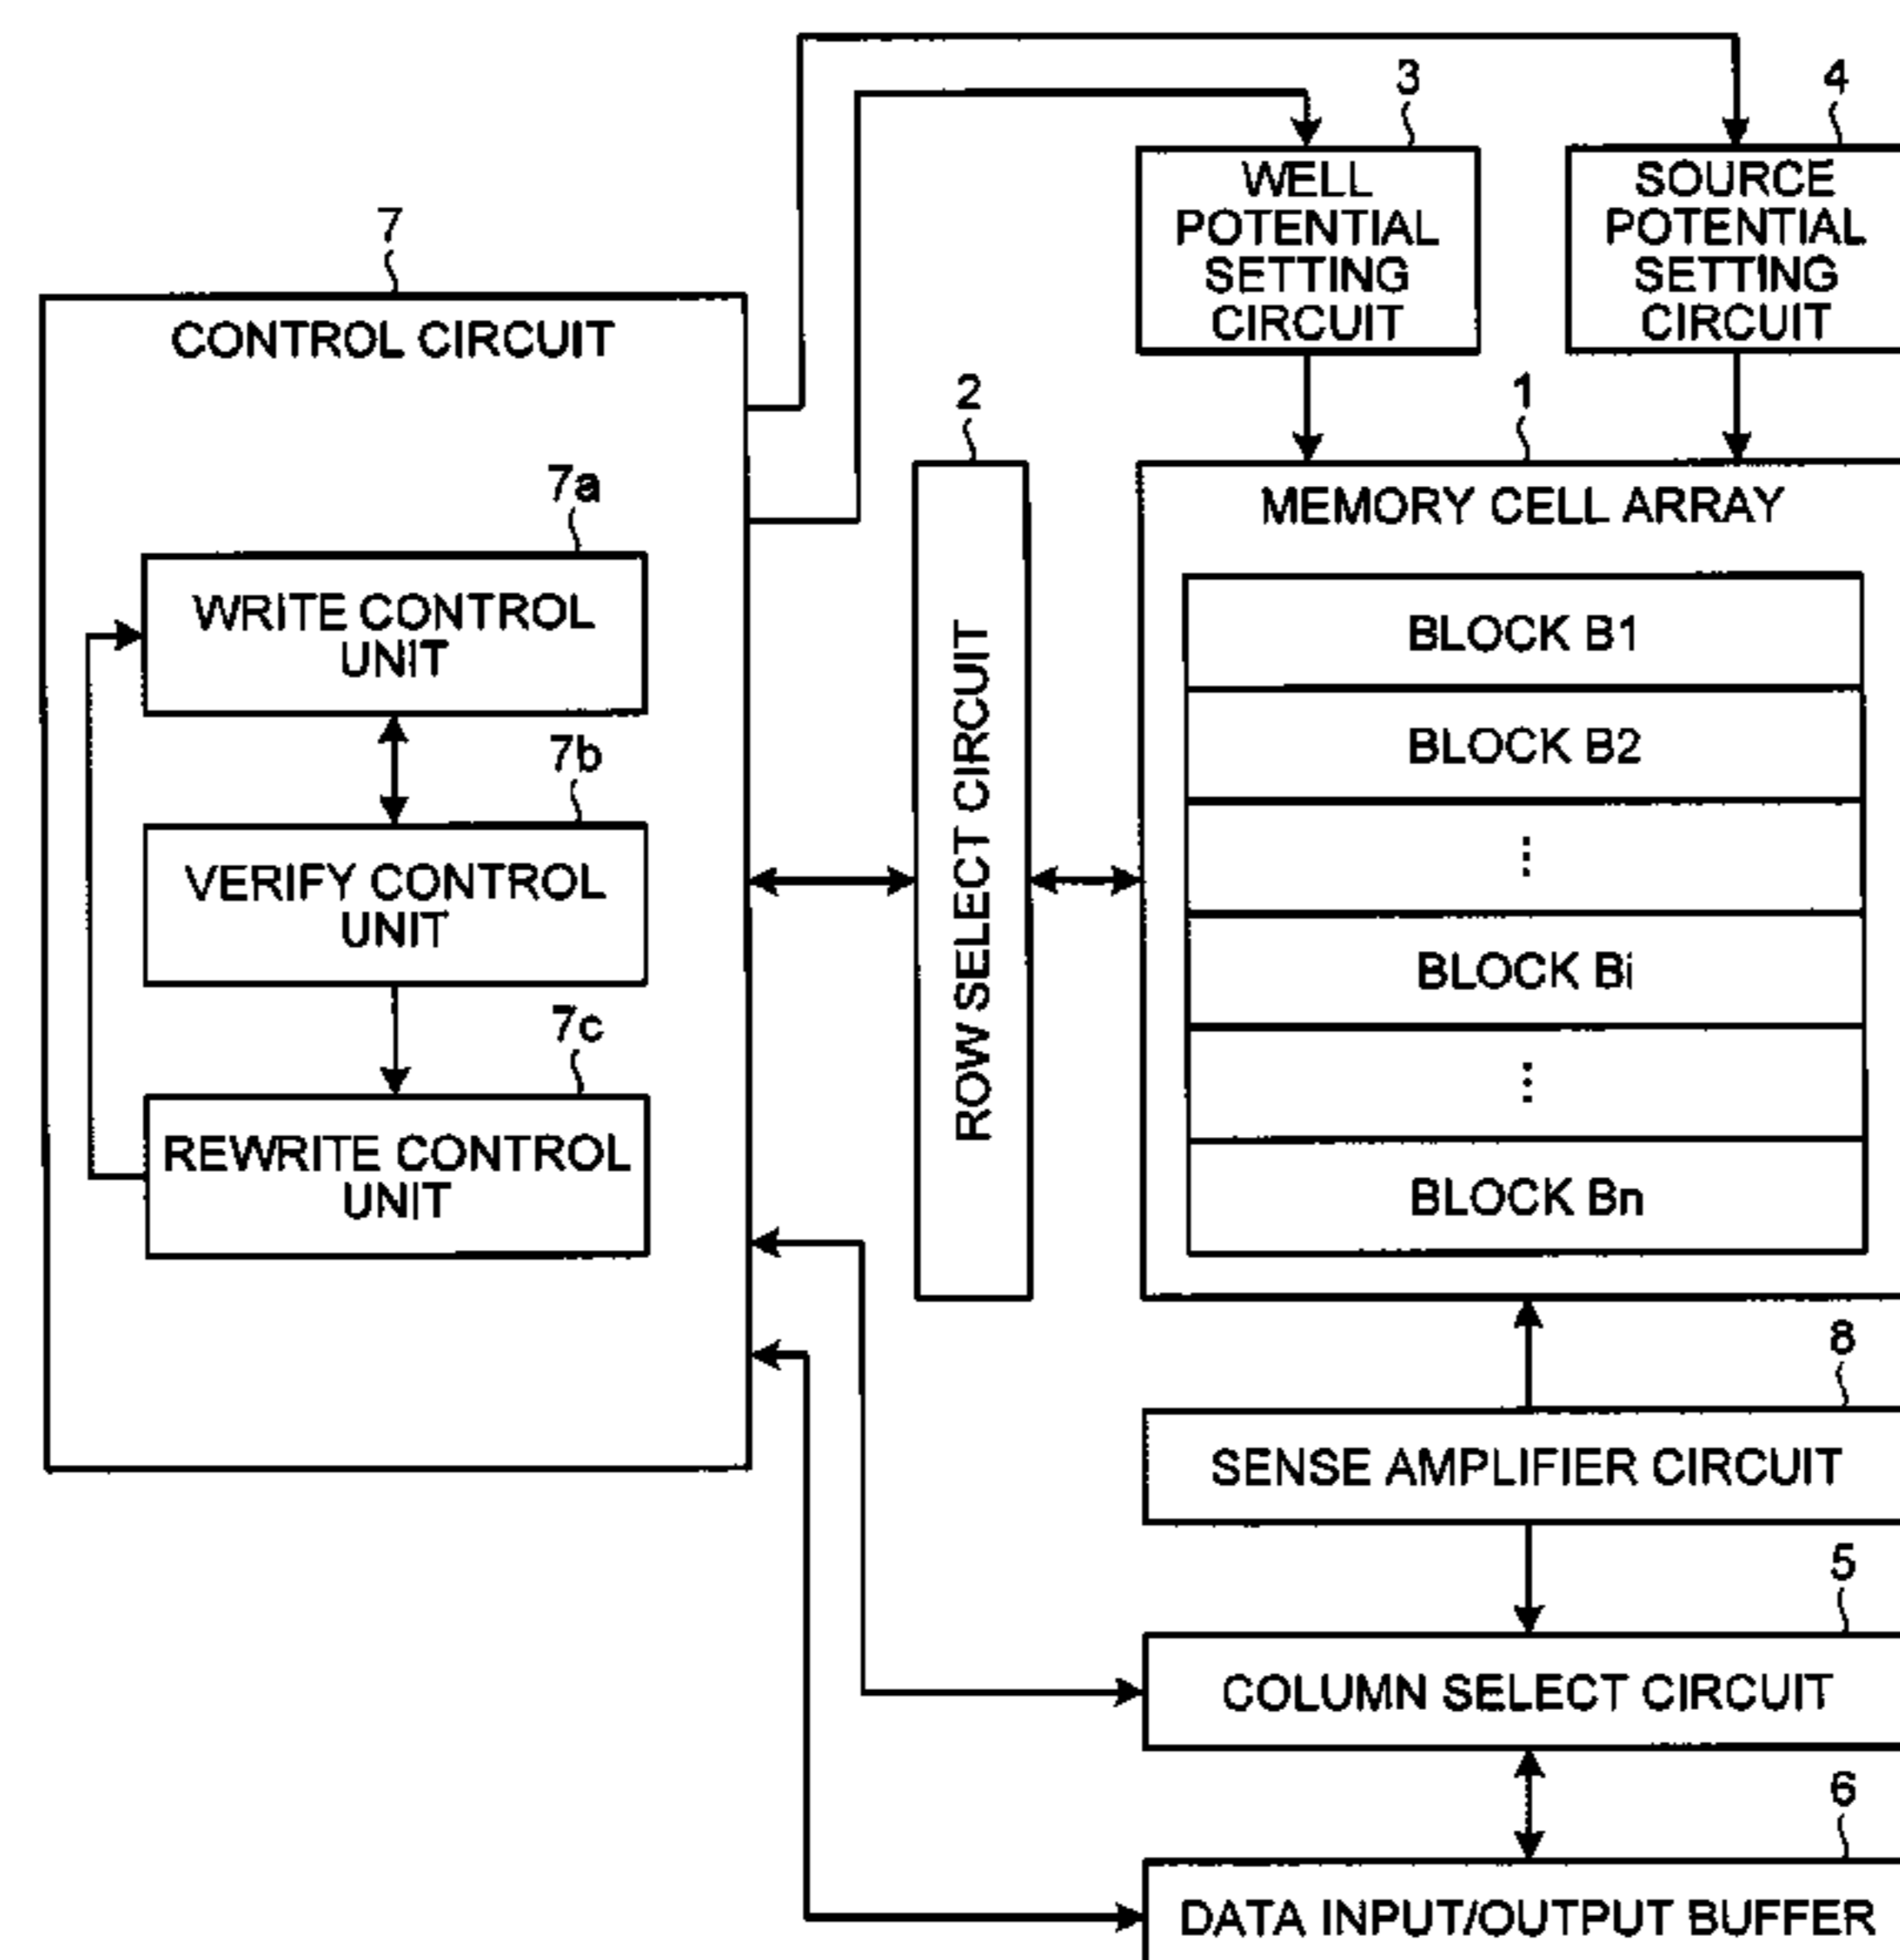 3
4
WELL
POTENTIAL
SETTING
CIRCUIT
SOURCE
POTENTIAL
SETTING
CIRCUIT
7
CONTROL CIRCUIT
7a
WRITE CONTROL
UNIT
7b
VERIFY CONTROL
UNIT
7c
REWRITE CONTROL
UNIT
2
ROW SELECT CIRCUIT
1
MEMORY CELL ARRAY
BLOCK B1
BLOCK B2
⋮
BLOCK Bi
⋮
BLOCK Bn
8
SENSE AMPLIFIER CIRCUIT
5
COLUMN SELECT CIRCUIT
6
DATA INPUT/OUTPUT BUFFER